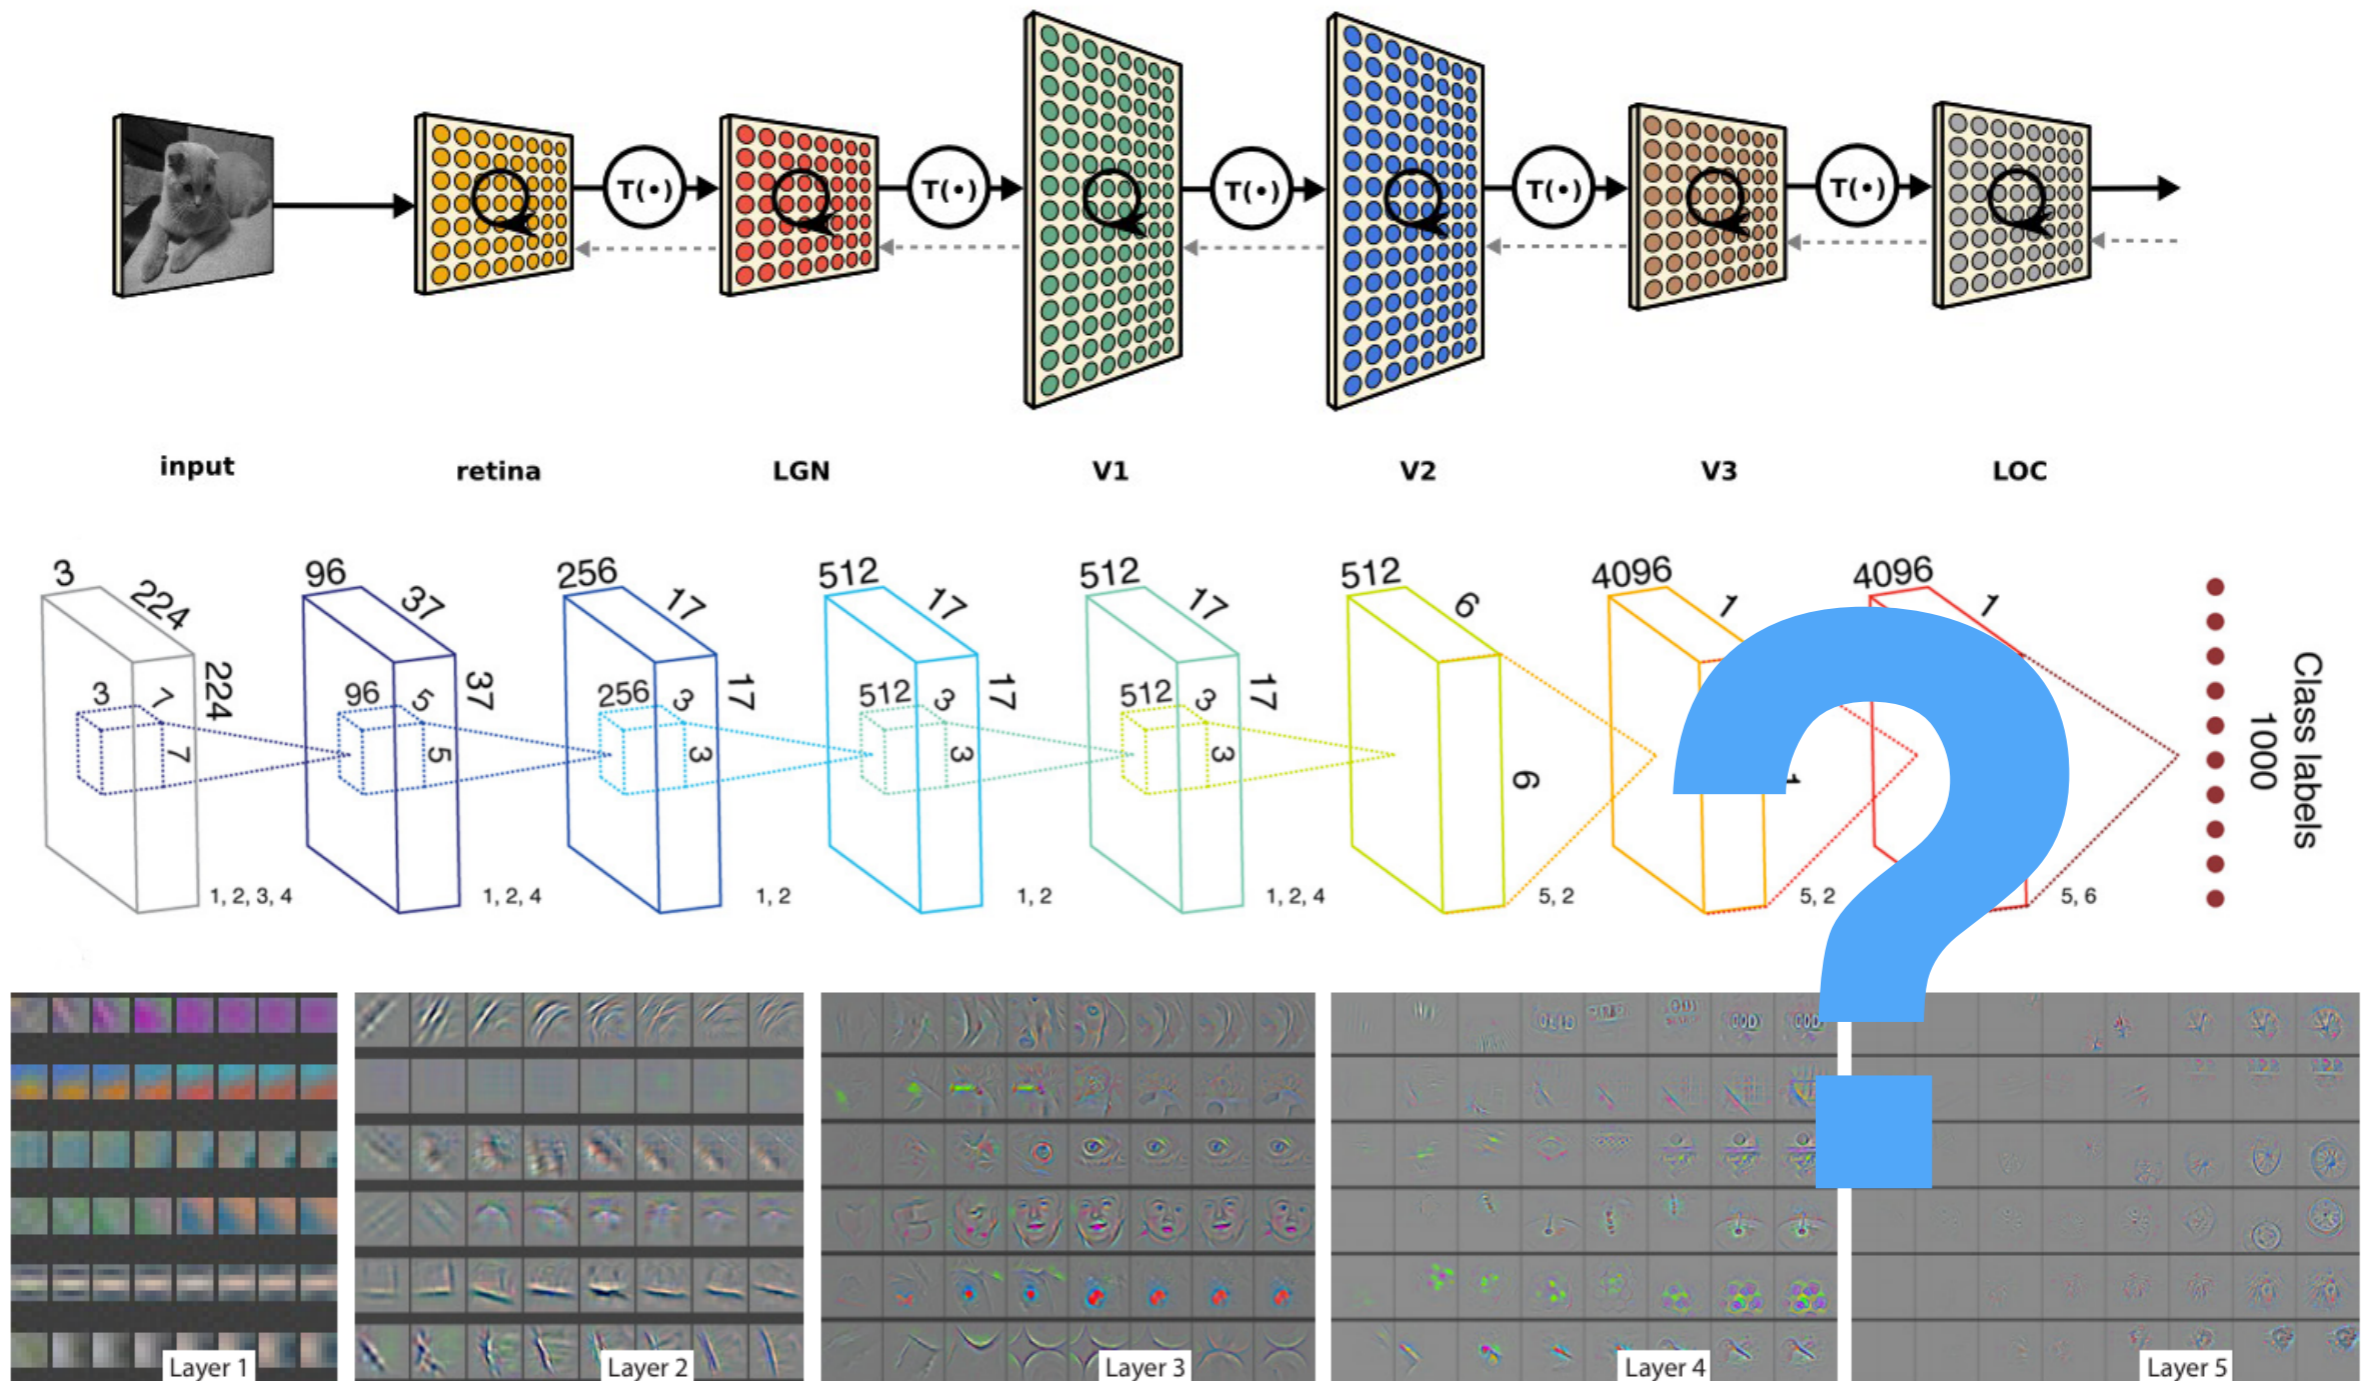 T(•) T(•) T(•) T(•) T(•)
input retina LGN V1 V2 V3 LOC
3 224 224 3 7 7 1, 2, 3, 4
96 37 37 96 5 5 1, 2, 4
256 17 17 256 3 3 1, 2
512 17 17 512 3 3 1, 2
512 17 17 512 3 3 1, 2, 4
512 6 6 5, 2
4096 1 5, 2
4096 1 5, 6
Class labels
1000
?
Layer 1 Layer 2 Layer 3 Layer 4 Layer 5